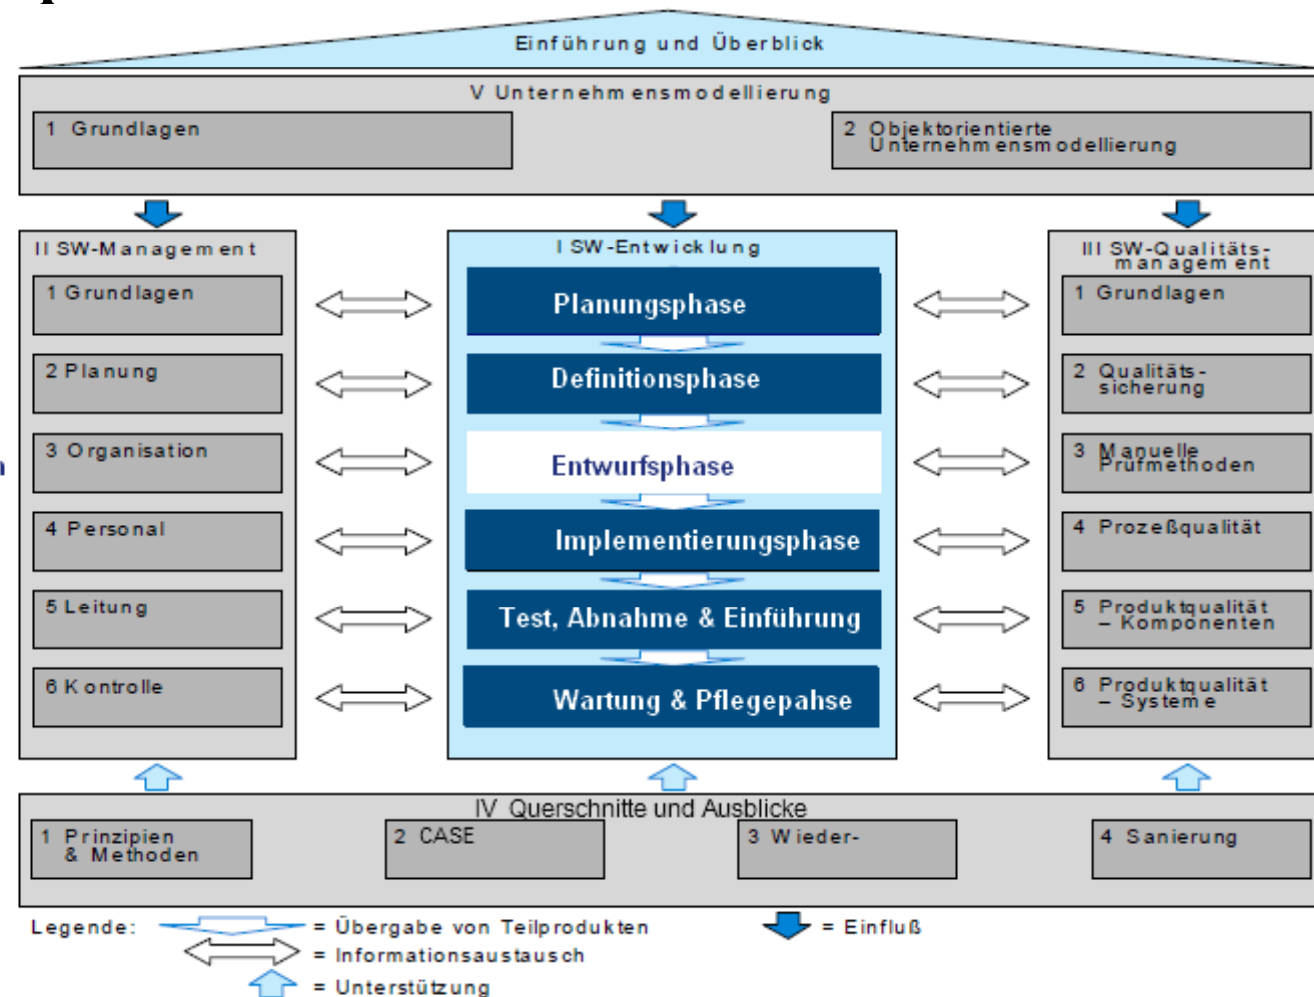 Einführung und Überblick
V Unternehmensmodellierung
1 Grundlagen
2 Objektorientierte
Unternehmensmodellierung
II SW-Management
1 Grundlagen
2 Planung
3 Organisation
4 Personal
5 Leitung
6 Kontrolle
I SW-Entwicklung
Planungsphase
Definitionsphase
Entwurfsphase
Implementierungsphase
Test, Abnahme & Einführung
Wartung & Pflegepahse
III SW-Qualitäts-
management
1 Grundlagen
2 Qualitäts-
sicherung
3 Manuelle
Prüfmethoden
4 Prozeßqualität
5 Produktqualität
– Komponenten
6 Produktqualität
– Systeme
IV Querschnitte und Ausblicke
1 Prinzipien
& Methoden
2 CASE
3 Wieder-
4 Sanierung
Legende:
= Übergabe von Teilprodukten
= Einfluß
= Informationsaustausch
= Unterstützung